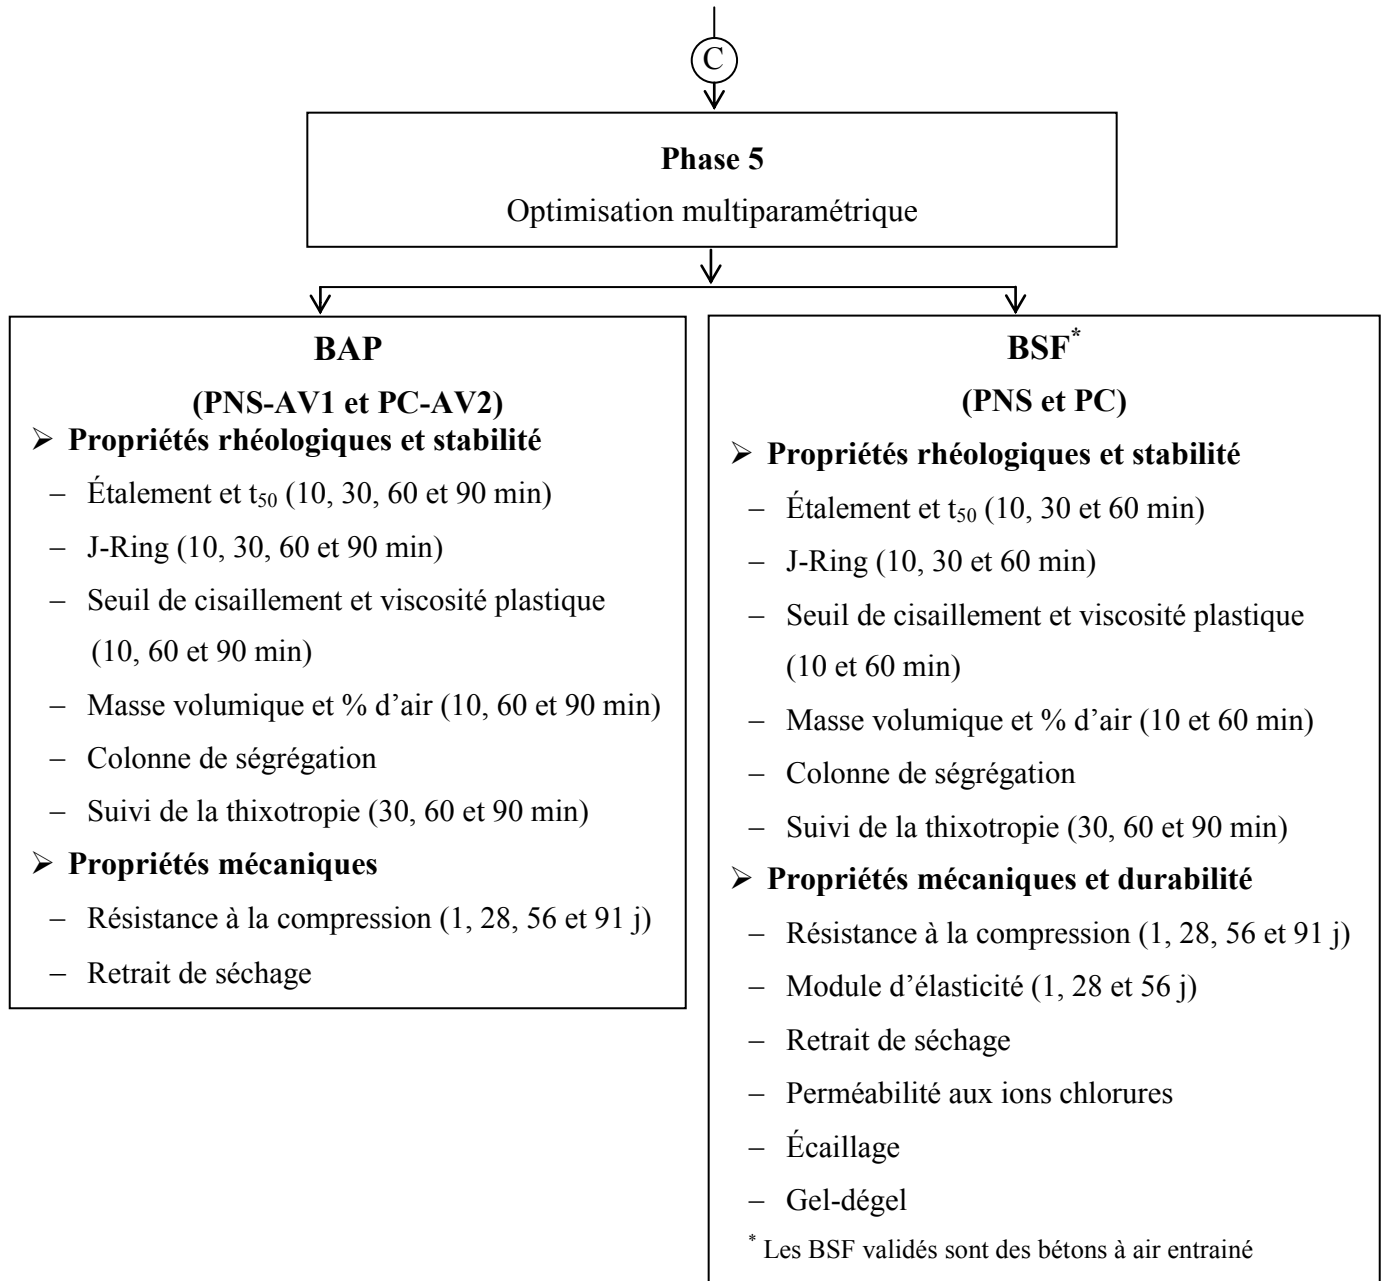 C
Phase 5
Optimisation multiparamétrique
BAP
(PNS-AV1 et PC-AV2)
➢ Propriétés rhéologiques et stabilité
– Étalement et t50 (10, 30, 60 et 90 min)
– J-Ring (10, 30, 60 et 90 min)
– Seuil de cisaillement et viscosité plastique
(10, 60 et 90 min)
– Masse volumique et % d’air (10, 60 et 90 min)
– Colonne de ségrégation
– Suivi de la thixotropie (30, 60 et 90 min)
➢ Propriétés mécaniques
– Résistance à la compression (1, 28, 56 et 91 j)
– Retrait de séchage
BSF*
(PNS et PC)
➢ Propriétés rhéologiques et stabilité
– Étalement et t50 (10, 30 et 60 min)
– J-Ring (10, 30 et 60 min)
– Seuil de cisaillement et viscosité plastique
(10 et 60 min)
– Masse volumique et % d’air (10 et 60 min)
– Colonne de ségrégation
– Suivi de la thixotropie (30, 60 et 90 min)
➢ Propriétés mécaniques et durabilité
– Résistance à la compression (1, 28, 56 et 91 j)
– Module d’élasticité (1, 28 et 56 j)
– Retrait de séchage
– Perméabilité aux ions chlorures
– Écaillage
– Gel-dégel
* Les BSF validés sont des bétons à air entrainé